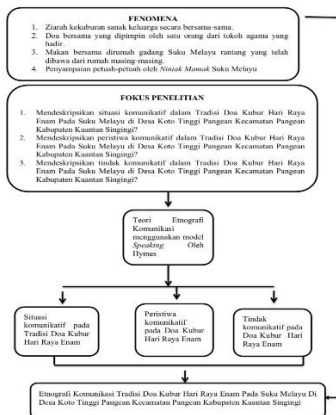 FENOMENA
1. Ziarah kekuburan sanak keluarga secara bersama-sama.
2. Doa bersama yang dipimpin oleh satu orang dari tokoh agama yang
hadir.
3. Makan bersama dirumah gadang Suku Melayu rantang yang telah
dibawa dari rumah masing-masing.
4. Penyampaian petuah-petuah oleh Niniak Mamak Suku Melayu
FOKUS PENELITIAN
1. Mendeskripsikan situasi komunikatif dalam Tradisi Doa Kubur Hari Raya
Enam Pada Suku Melayu di Desa Koto Tinggi Pangean Kecamatan Pangean
Kabupaten Kuantan Singingi?
2. Mendeskripsikan peristiwa komunikatif dalam Tradisi Doa Kubur Hari Raya
Enam Pada Suku Melayu di Desa Koto Tinggi Pangean Kecamatan Pangean
Kabupaten Kuantan Singingi?
3. Mendeskripsikan tindak komunikatif dalam Tradisi Doa Kubur Hari Raya
Enam Pada Suku Melayu di Desa Koto Tinggi Pangean Kecamatan Pangean
Kabupaten Kuantan Singingi?
Teori Etnografi
Komunikasi
menggunakan model
Speaking Oleh
Hymes
Situasi
komunikatif pada
Tradisi Doa Kubur
Hari Raya Enam
Peristiwa
komunikatif
pada Doa Kubur
Hari Raya Enam
Tindak
komunikatif pada
Doa Kubur Hari
Raya Enam
Etnografi Komunikasi Tradisi Doa Kubur Hari Raya Enam Pada Suku Melayu Di
Desa Koto Tinggi Pangean Kecamatan Pangean Kabupaten Kuantan Singingi